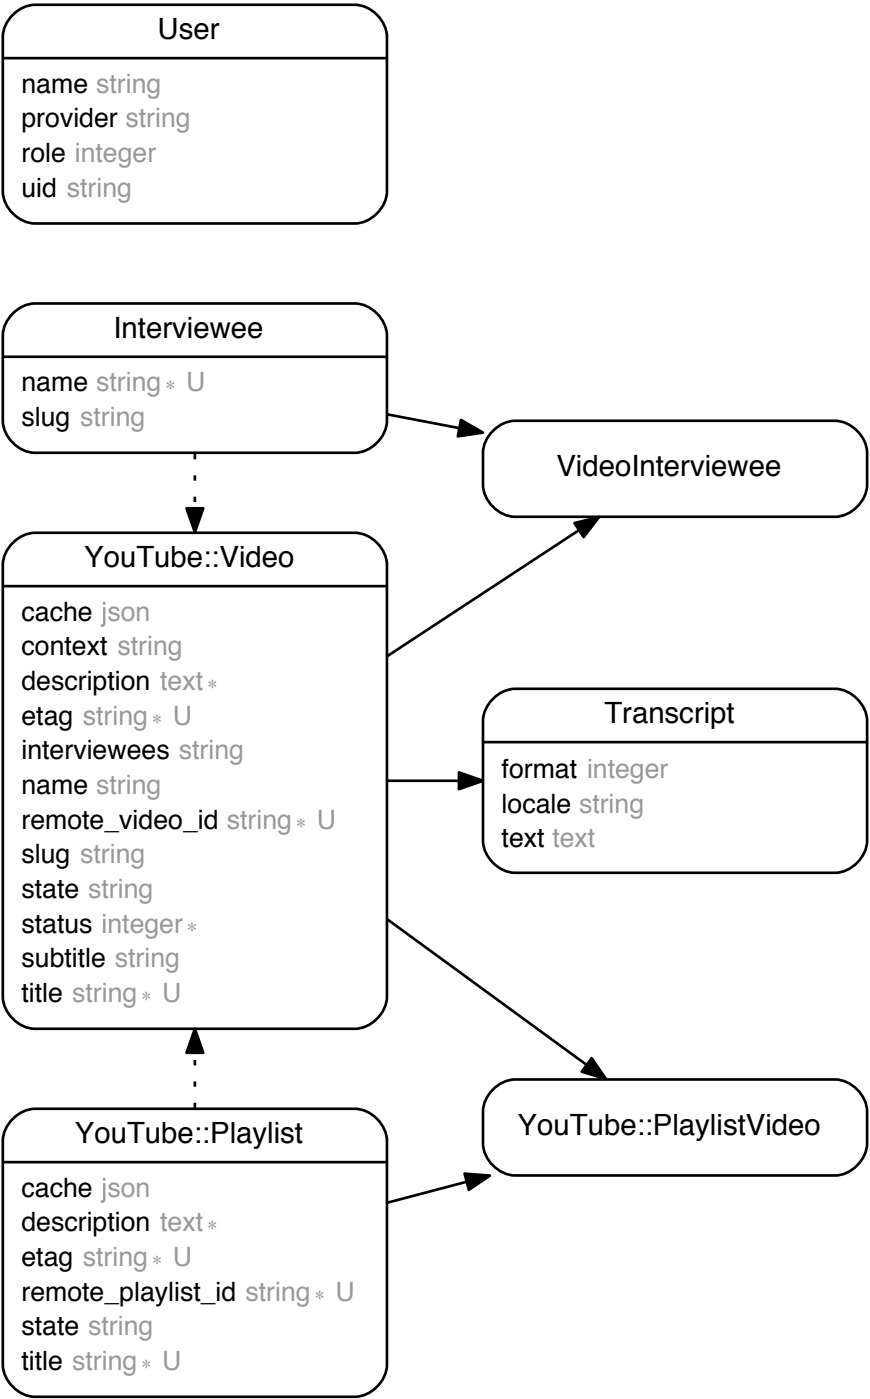 User
name string
provider string
role integer
uid string
Interviewee
name string* U
slug string
VideoInterviewee
YouTube::Video
cache json
context string
description text*
etag string* U
interviewees string
name string
remote_video_id string* U
slug string
state string
status integer*
subtitle string
title string* U
Transcript
format integer
locale string
text text
YouTube::PlaylistVideo
YouTube::Playlist
cache json
description text*
etag string* U
remote_playlist_id string* U
state string
title string* U